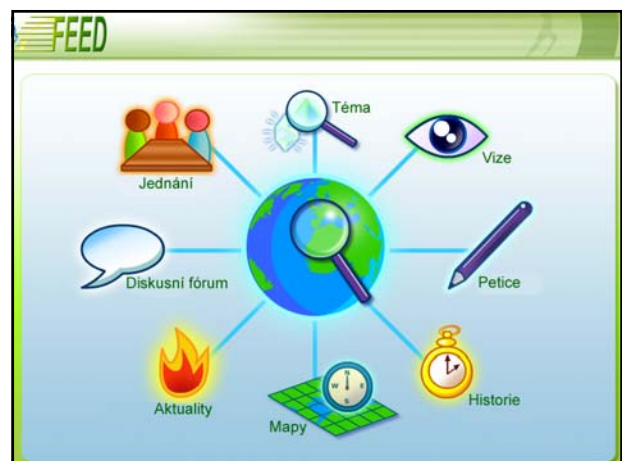 FEED
Téma
Vize
Jednání
Diskusní fórum
Petice
Aktuality
Mapy
N
W E
S
Historie